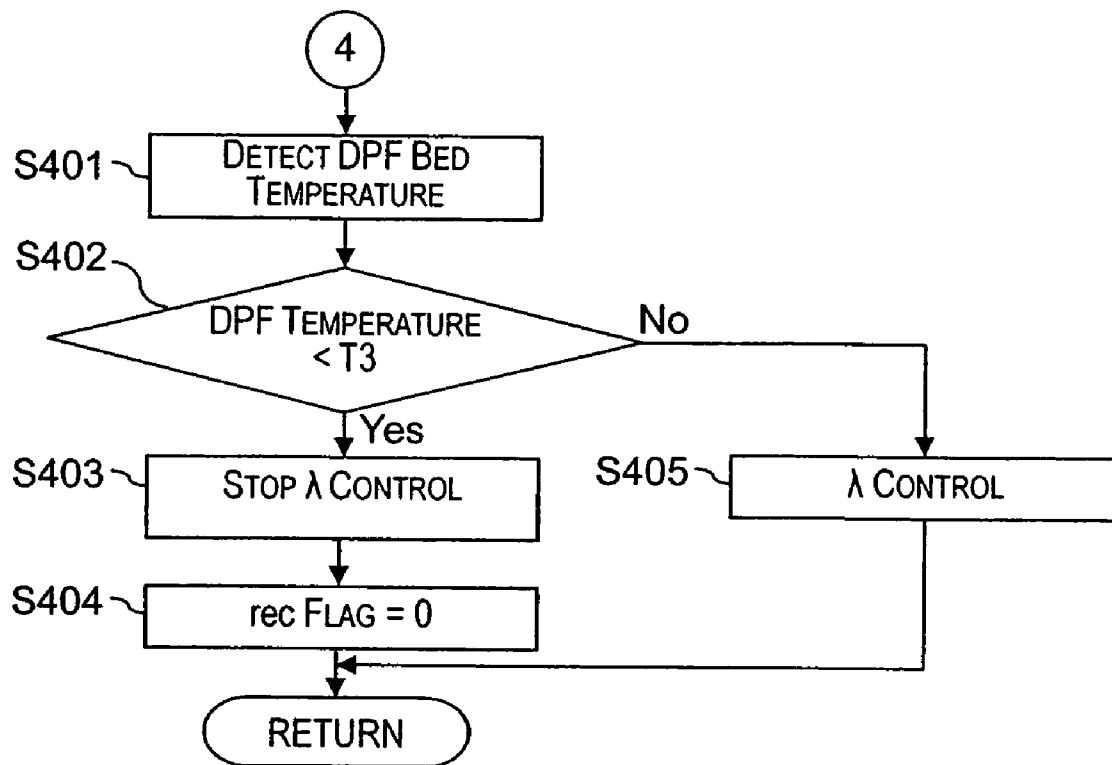 4
S401
DETECT DPF BED
TEMPERATURE
S402
DPF TEMPERATURE
< T3
No
Yes
S403
STOP λ CONTROL
S405
λ CONTROL
S404
rec FLAG = 0
RETURN